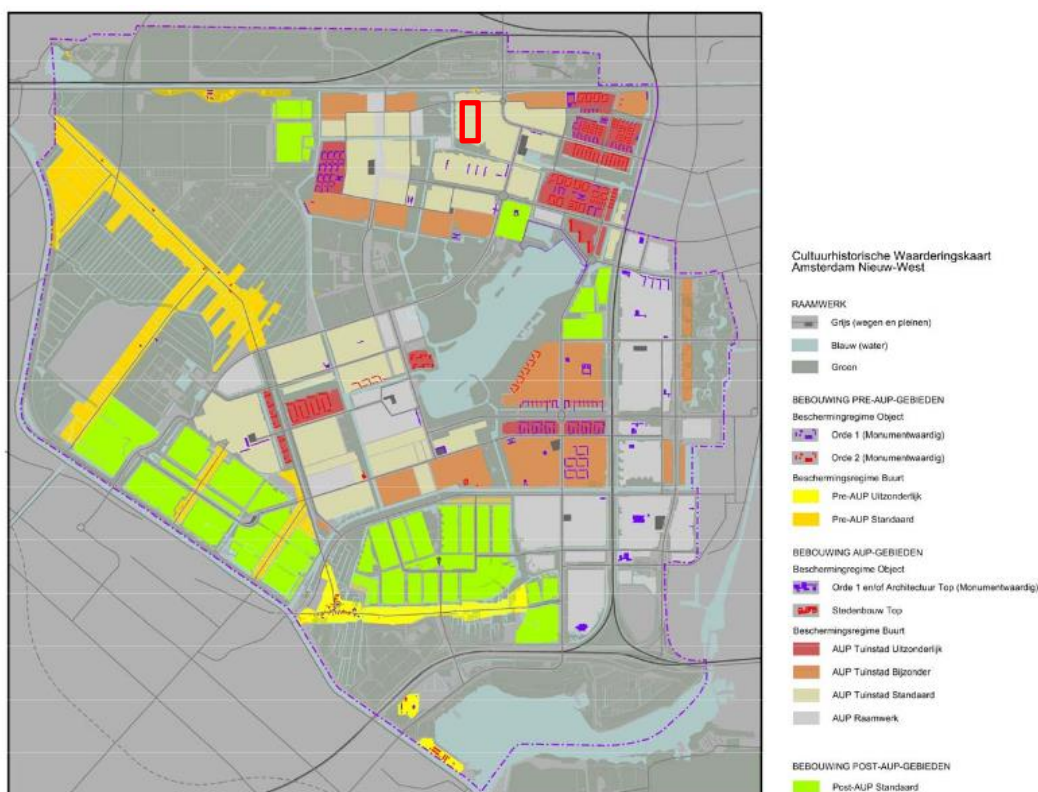 Cultuurhistorische Waarderingskaart
Amsterdam Nieuw-West
RAAMWERK
Grijs (wegen en pleinen)
Blauw (water)
Groen
BEBOUWING PRE-AUP-GEBIEDEN
Beschermingregime Object
Orde 1 (Monumentwaardig)
Orde 2 (Monumentwaardig)
Beschermingsregime Buurt
Pre-AUP Uitzonderlijk
Pre-AUP Standaard
BEBOUWING AUP-GEBIEDEN
Beschermingregime Object
Orde 1 en/of Architectuur Top (Monumentwaardig)
Stedenbouw Top
Beschermingsregime Buurt
AUP Tuinstad Uitzonderlijk
AUP Tuinstad Bijzonder
AUP Tuinstad Standaard
AUP Raamwerk
BEBOUWING POST-AUP-GEBIEDEN
Post-AUP Standaard